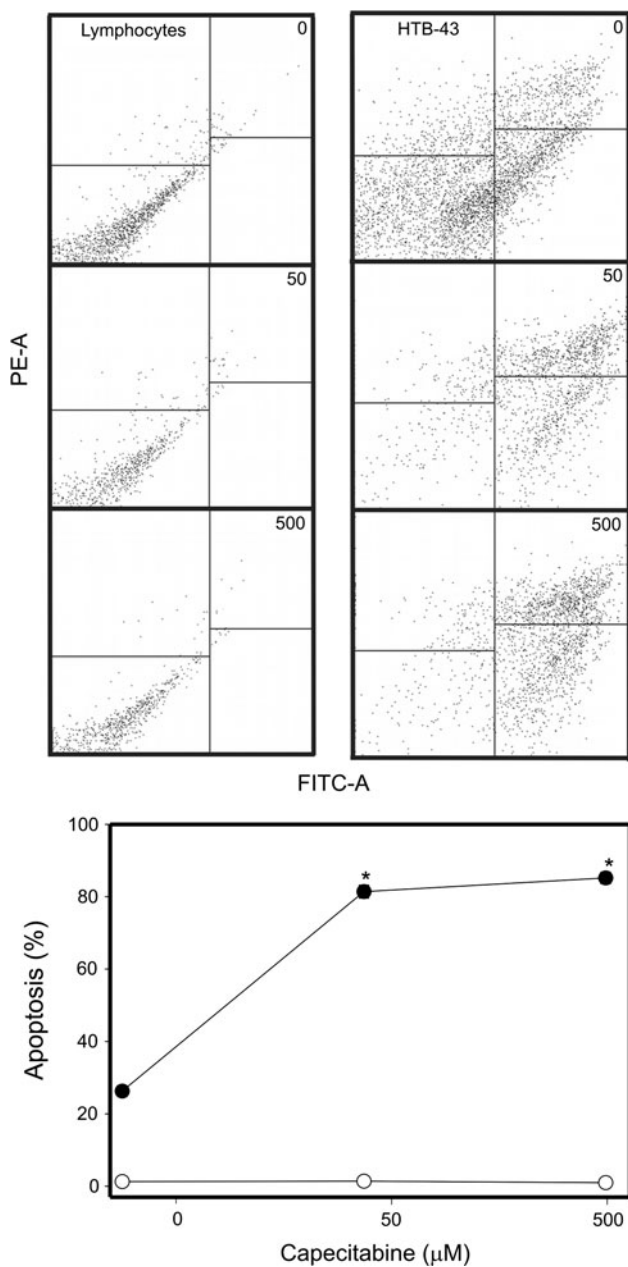 Lymphocytes 0
HTB-43 0
50
50
500
500
PE-A
FITC-A
100
80
60
40
20
0
*
*
Apoptosis (%)
0 50 500
Capecitabine (μM)